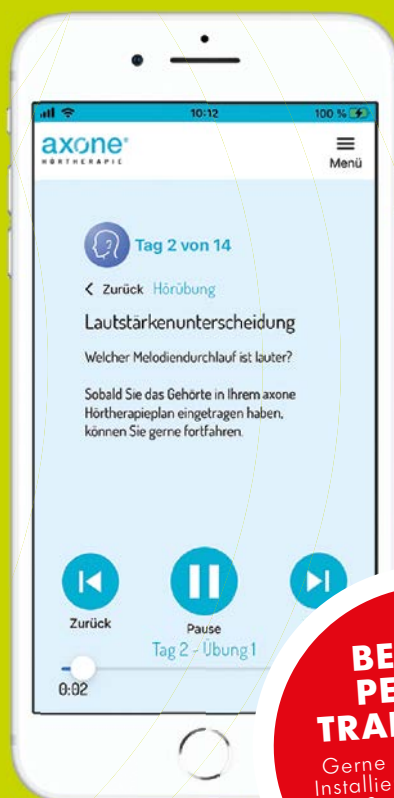 10:12
100 %
axone®
HÖRTHERAPIE
Menü
Tag 2 von 14
Zurück Hörübung
Lautstärkenunterscheidung
Welcher Melodiendurchlauf ist lauter?
Sobald Sie das Gehörte in Ihrem axone
Hörtherapieplan eingetragen haben,
können Sie gerne fortfahren.
Zurück
Pause
Tag 2 - Übung 1
0:02
Gerne